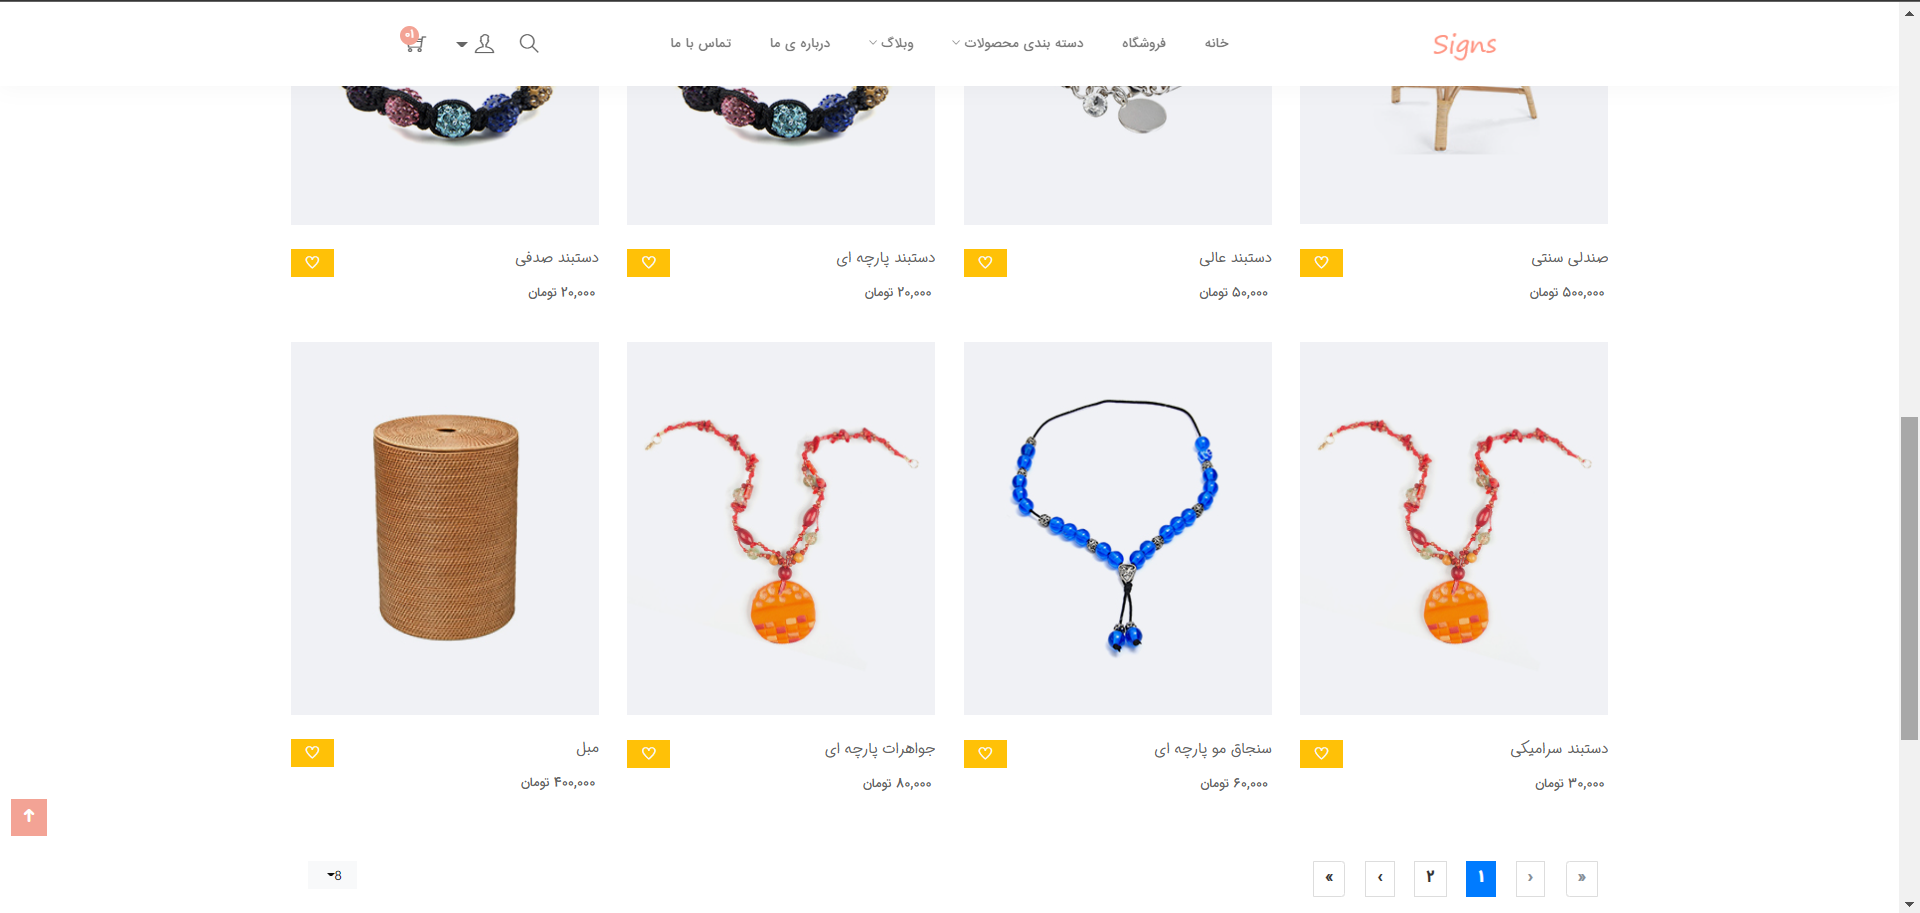 Signs
خانه
فروشگاه
دسته بندی محصولات
وبلاگ
درباره ی ما
تماس با ما
۰۱
صندلی سنتی
۵۰۰,۰۰۰ تومان
دستبند عالی
۵۰,۰۰۰ تومان
دستبند پارچه ای
۲۰,۰۰۰ تومان
دستبند صدفی
۲۰,۰۰۰ تومان
دستبند سرامیکی
۳۰,۰۰۰ تومان
سنجاق مو پارچه ای
۶۰,۰۰۰ تومان
جواهرات پارچه ای
۸۰,۰۰۰ تومان
مبل
۴۰۰,۰۰۰ تومان
« ‹ ۱ ۲ › »
8